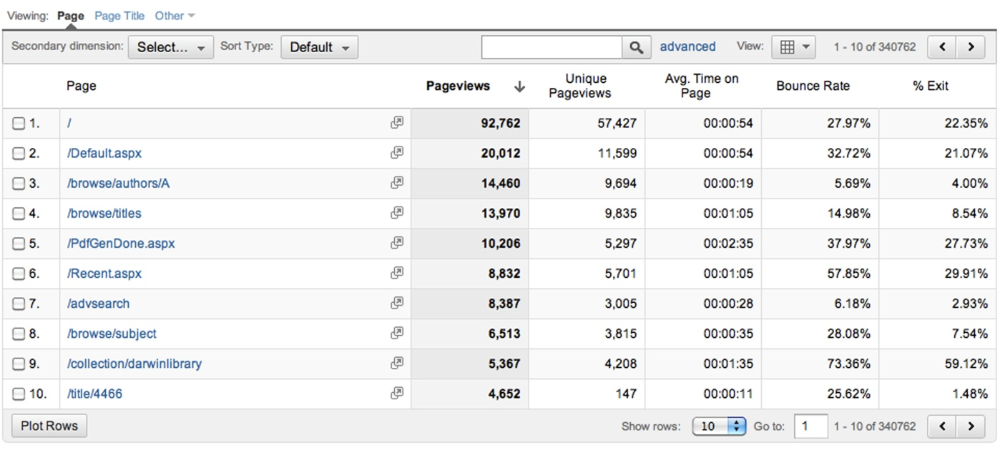 Viewing: Page Page Title Other
Secondary dimension: Select... Sort Type: Default advanced View: 1 - 10 of 340762
Page Pageviews Unique Pageviews Avg. Time on Page Bounce Rate % Exit
1. / 92,762 57,427 00:00:54 27.97% 22.35%
2. /Default.aspx 20,012 11,599 00:00:54 32.72% 21.07%
3. /browse/authors/A 14,460 9,694 00:00:19 5.69% 4.00%
4. /browse/titles 13,970 9,835 00:01:05 14.98% 8.54%
5. /PdfGenDone.aspx 10,206 5,297 00:02:35 37.97% 27.73%
6. /Recent.aspx 8,832 5,701 00:01:05 57.85% 29.91%
7. /advsearch 8,387 3,005 00:00:28 6.18% 2.93%
8. /browse/subject 6,513 3,815 00:00:35 28.08% 7.54%
9. /collection/darwinlibrary 5,367 4,208 00:01:35 73.36% 59.12%
10. /title/4466 4,652 147 00:00:11 25.62% 1.48%
Plot Rows Show rows: 10 Go to: 1 1 - 10 of 340762